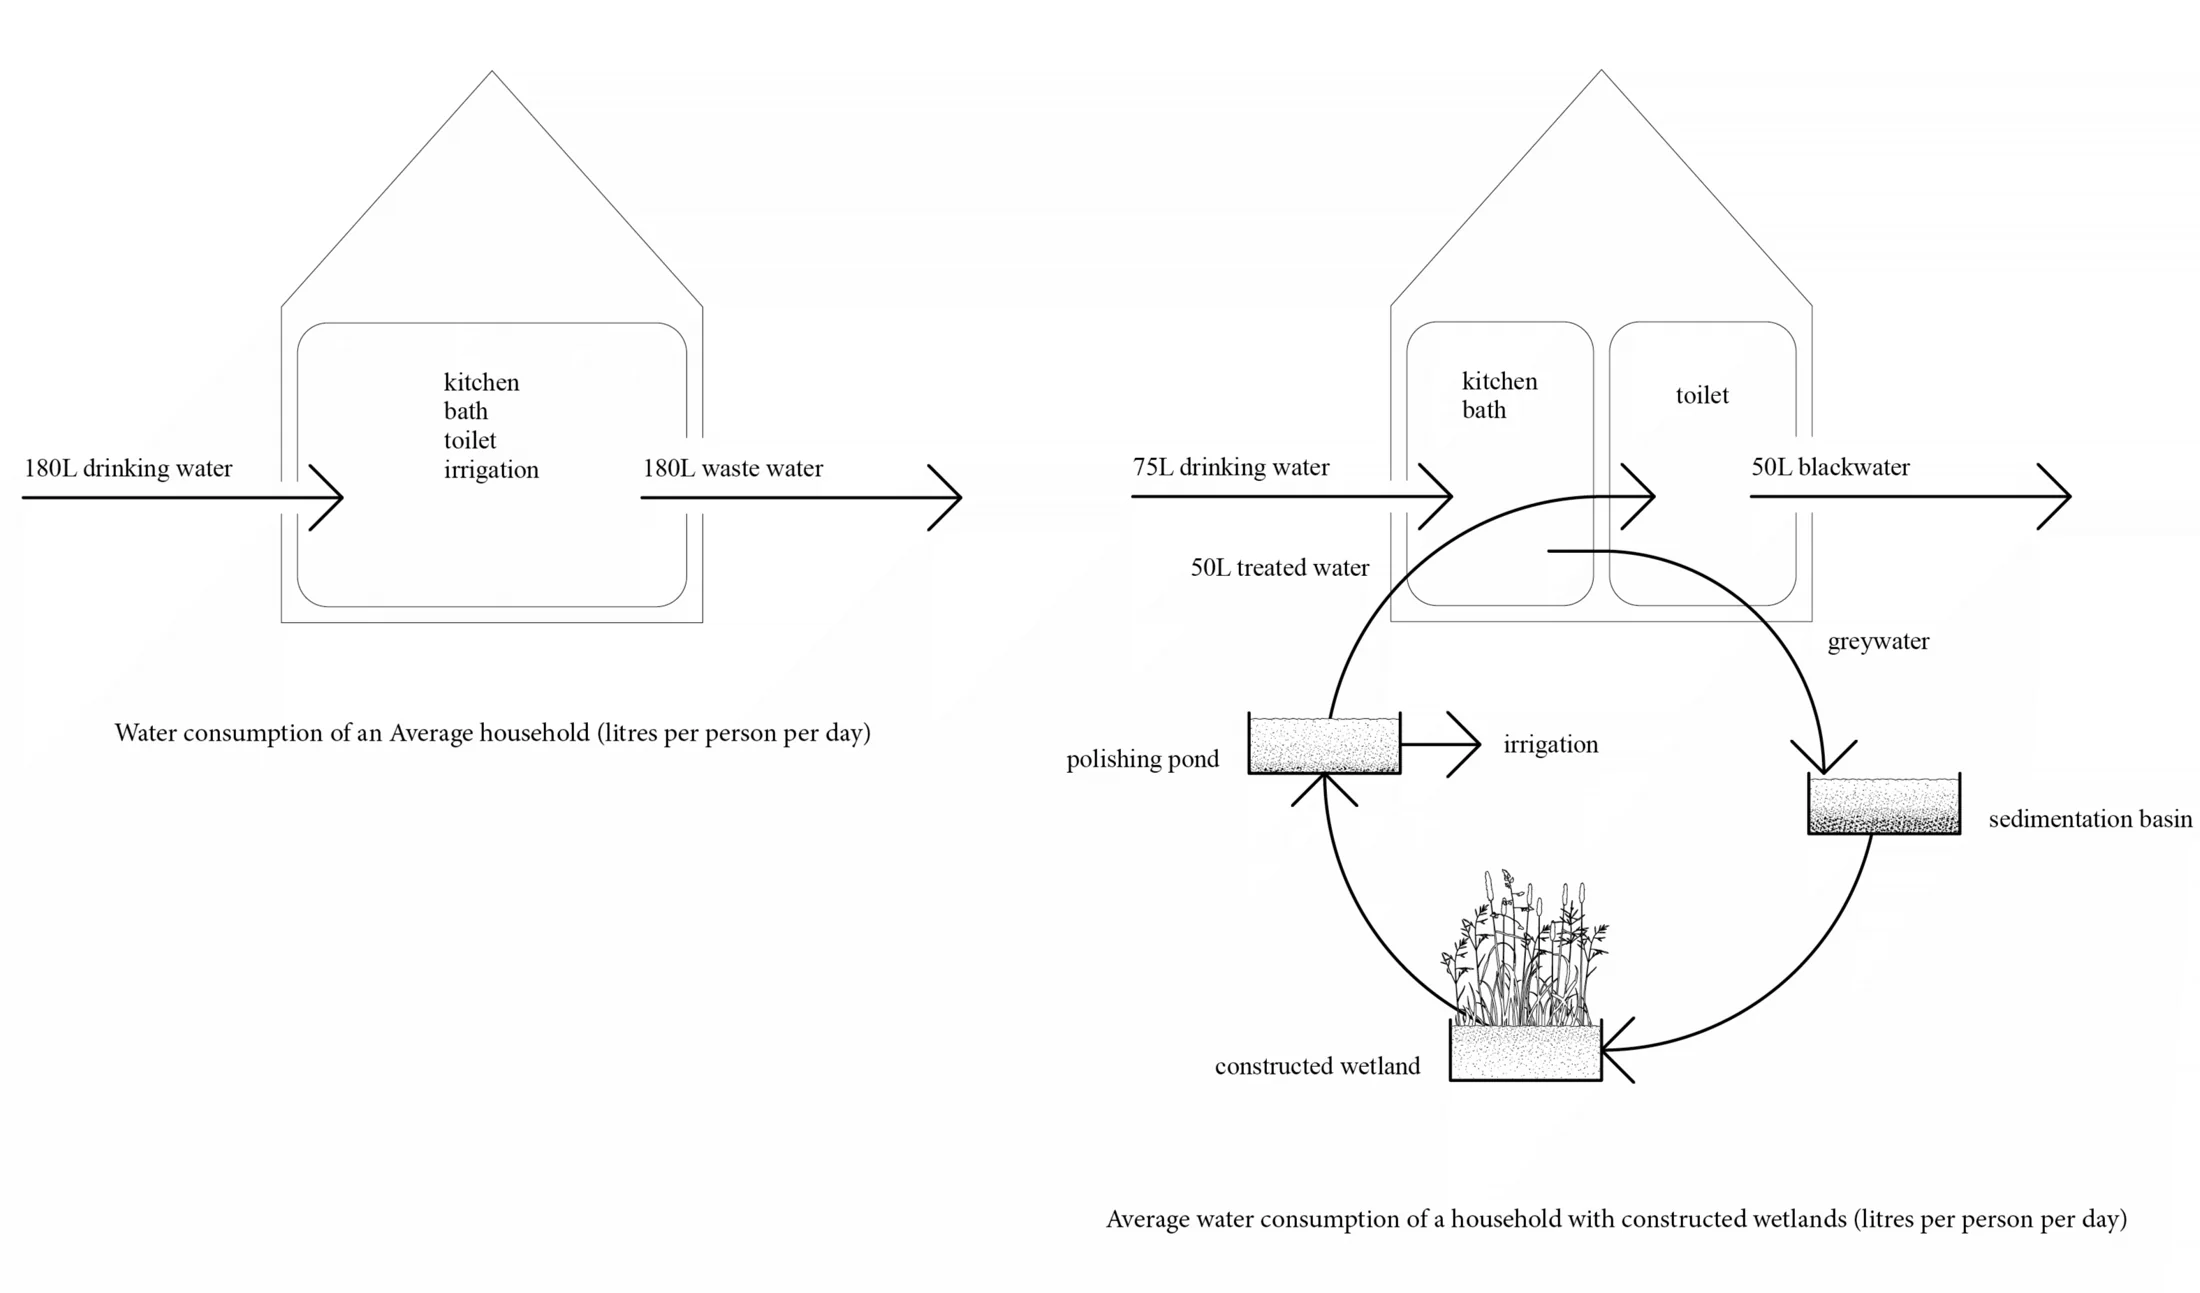 kitchen
bath
toilet
irrigation
180L drinking water
180L waste water
Water consumption of an Average household (litres per person per day)
kitchen
bath
toilet
75L drinking water
50L blackwater
50L treated water
greywater
polishing pond
irrigation
sedimentation basin
constructed wetland
Average water consumption of a household with constructed wetlands (litres per person per day)